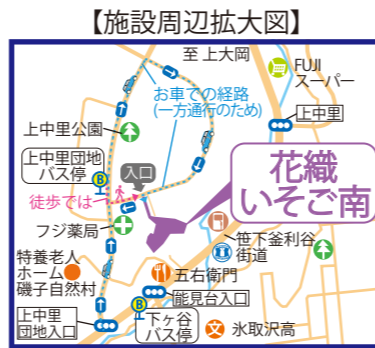 【施設周辺拡大図】
至 上大岡
FUJI
スーパー
お車での経路
(一方通行のため)
上中里
上中里公園
上中里団地
バス停
B
入口
花織
いそご南
徒歩では
フジ薬局
笹下釜利谷
街道
特養老人
ホーム
磯子自然村
五右衛門
能見台入口
上中里
団地入口
B
下ヶ谷
バス停
文
氷取沢高